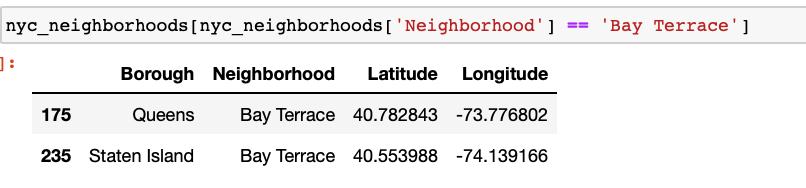 nyc_neighborhoods[nyc_neighborhoods['Neighborhood'] == 'Bay Terrace']
]:
Borough Neighborhood Latitude Longitude
175 Queens Bay Terrace 40.782843 -73.776802
235 Staten Island Bay Terrace 40.553988 -74.139166